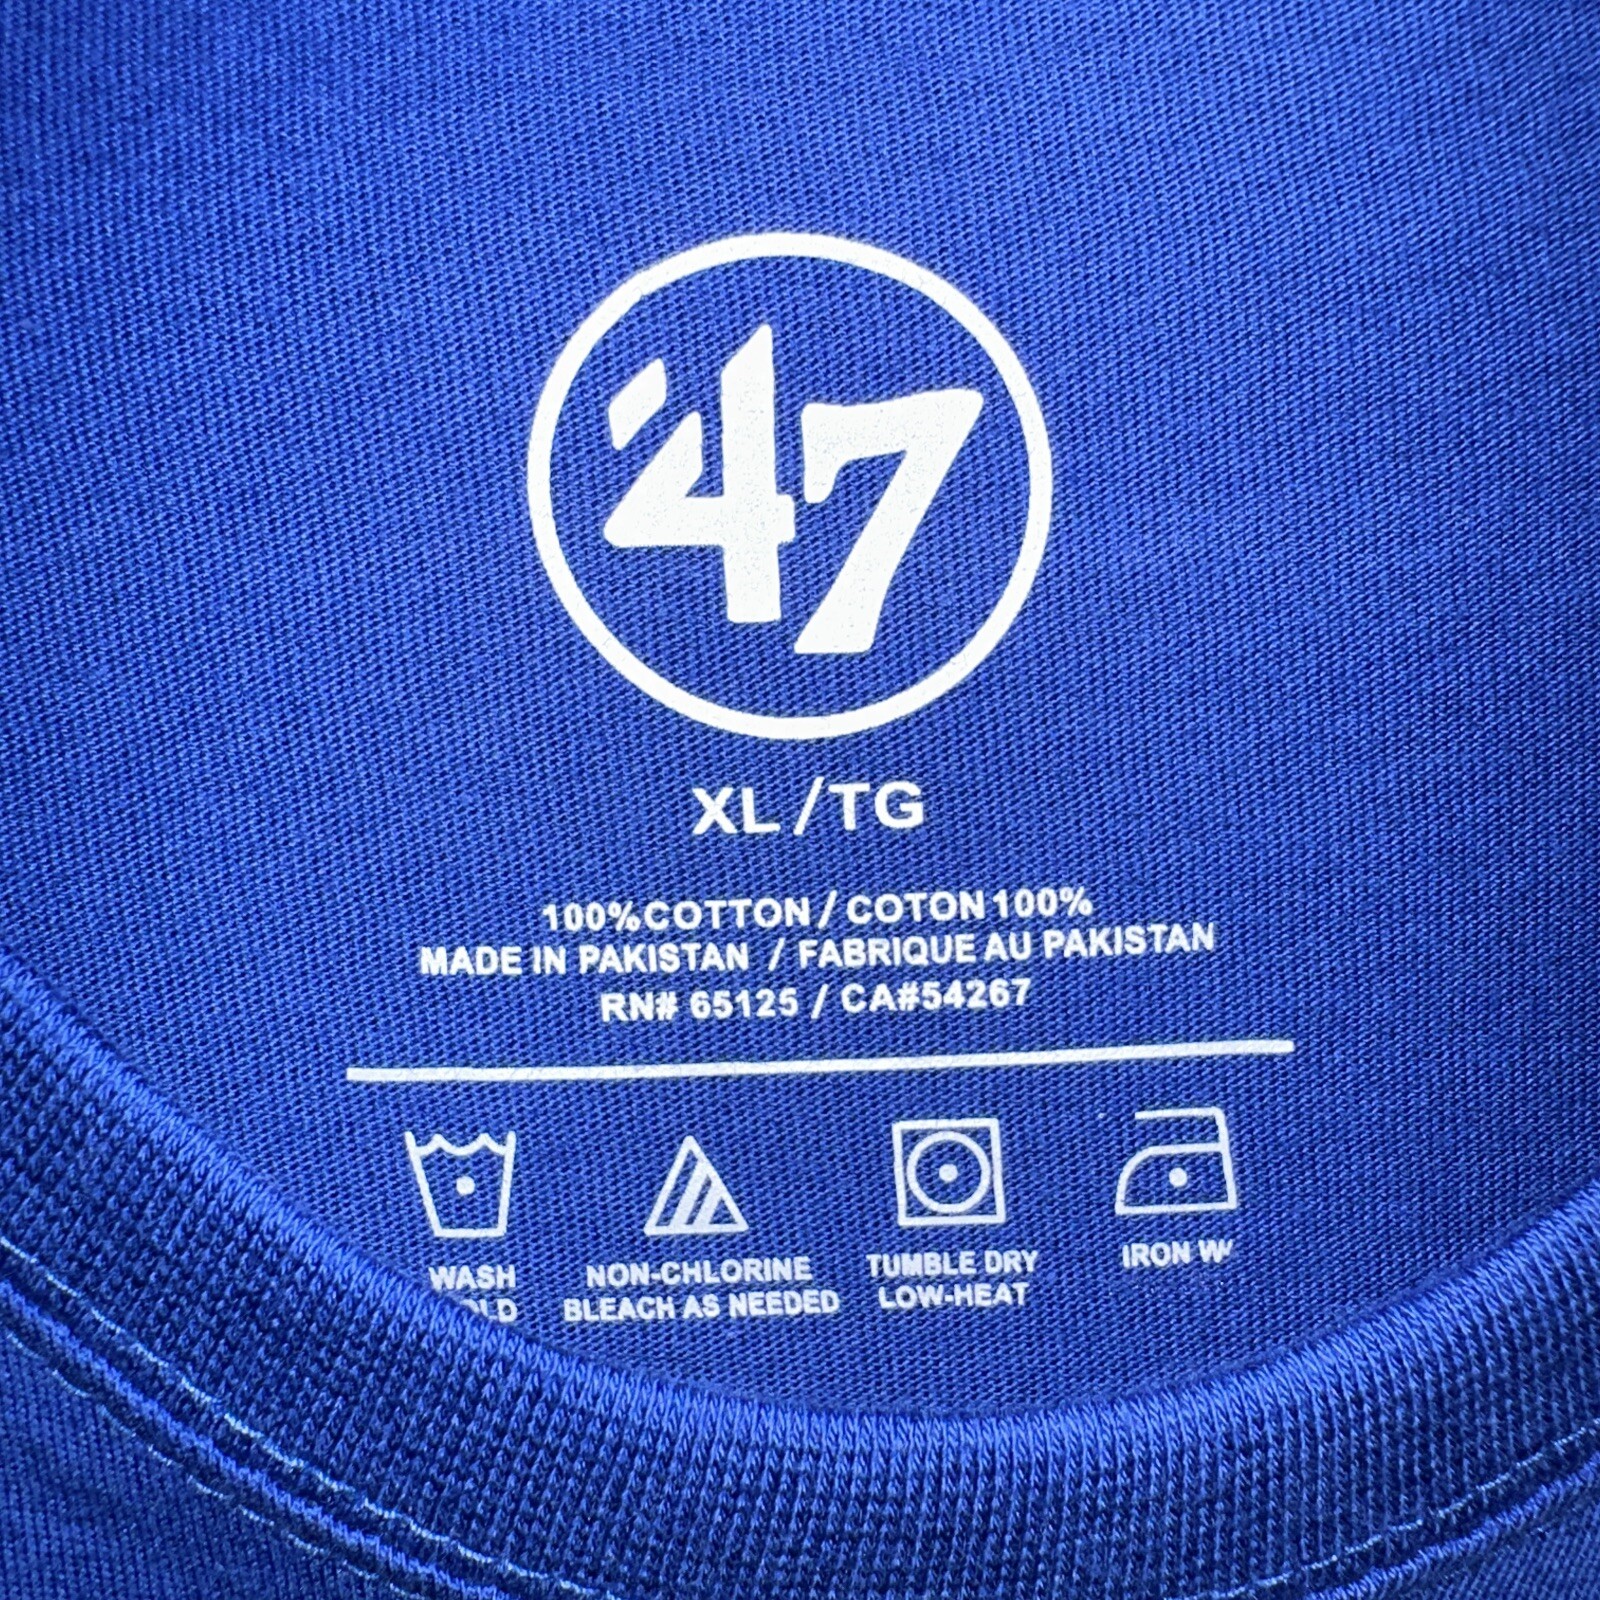 '47
XL/TG
100%COTTON / COTON 100%
MADE IN PAKISTAN / FABRIQUE AU PAKISTAN
RN# 65125 / CA#54267
WASH
NON-CHLORINE
BLEACH AS NEEDED
TUMBLE DRY
LOW-HEAT
IRON